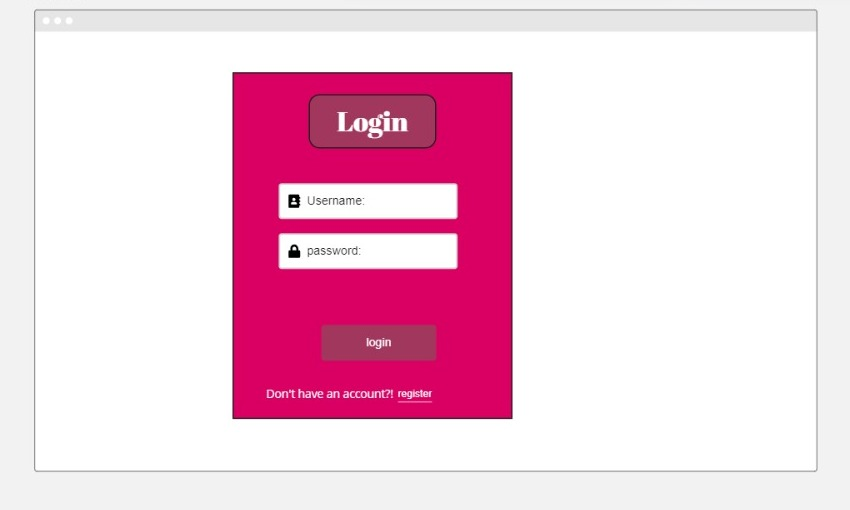 Login
Username:
password:
login
Don't have an account?! register